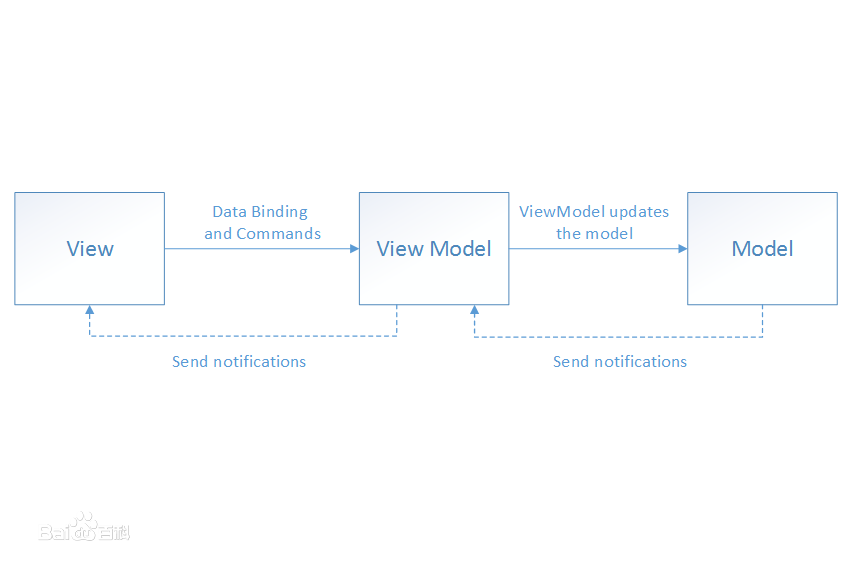 Data Binding
and Commands
ViewModel updates
the model
View
View Model
Model
Send notifications
Send notifications
Baidu百科